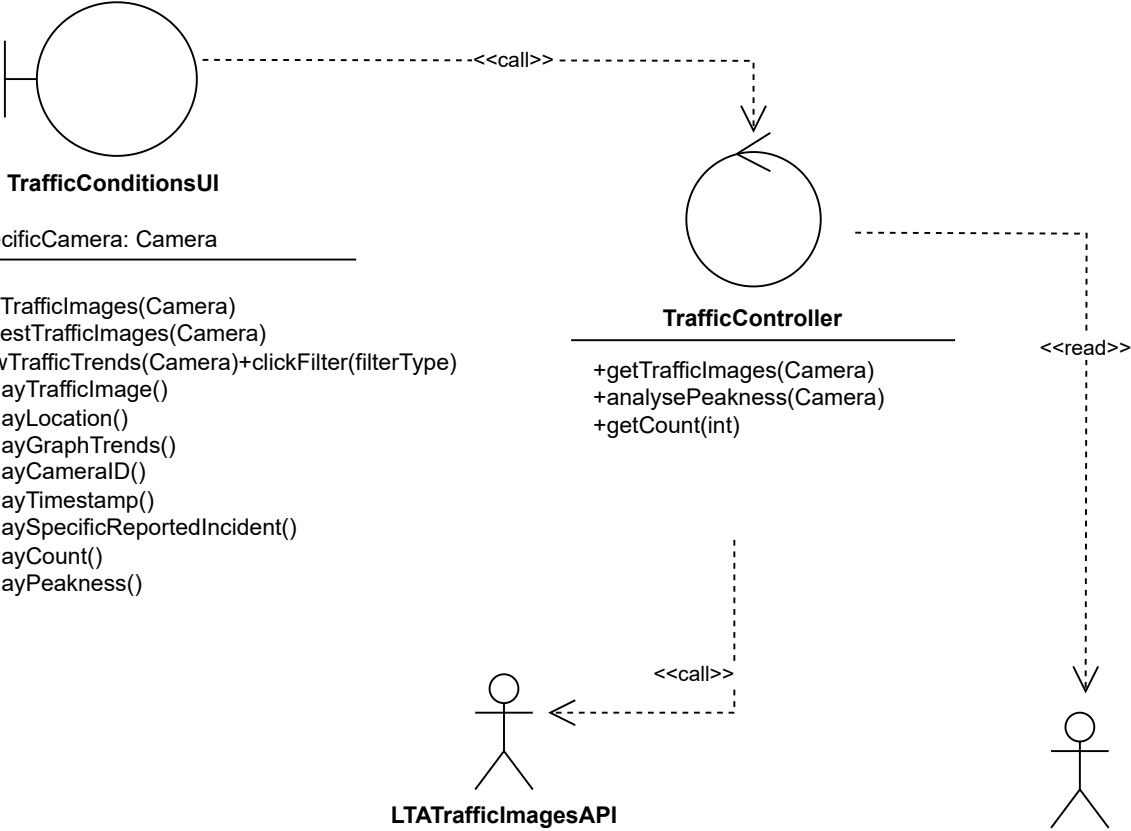 <<call>>
TrafficConditionsUI
cificCamera: Camera
TrafficImages(Camera)
estTrafficImages(Camera)
wTrafficTrends(Camera)+clickFilter(filterType)
ayTrafficImage()
ayLocation()
ayGraphTrends()
ayCameraID()
ayTimestamp()
aySpecificReportedIncident()
ayCount()
ayPeakness()
TrafficController
+getTrafficImages(Camera)
+analysePeakness(Camera)
+getCount(int)
<<read>>
<<call>>
LTATrafficImagesAPI